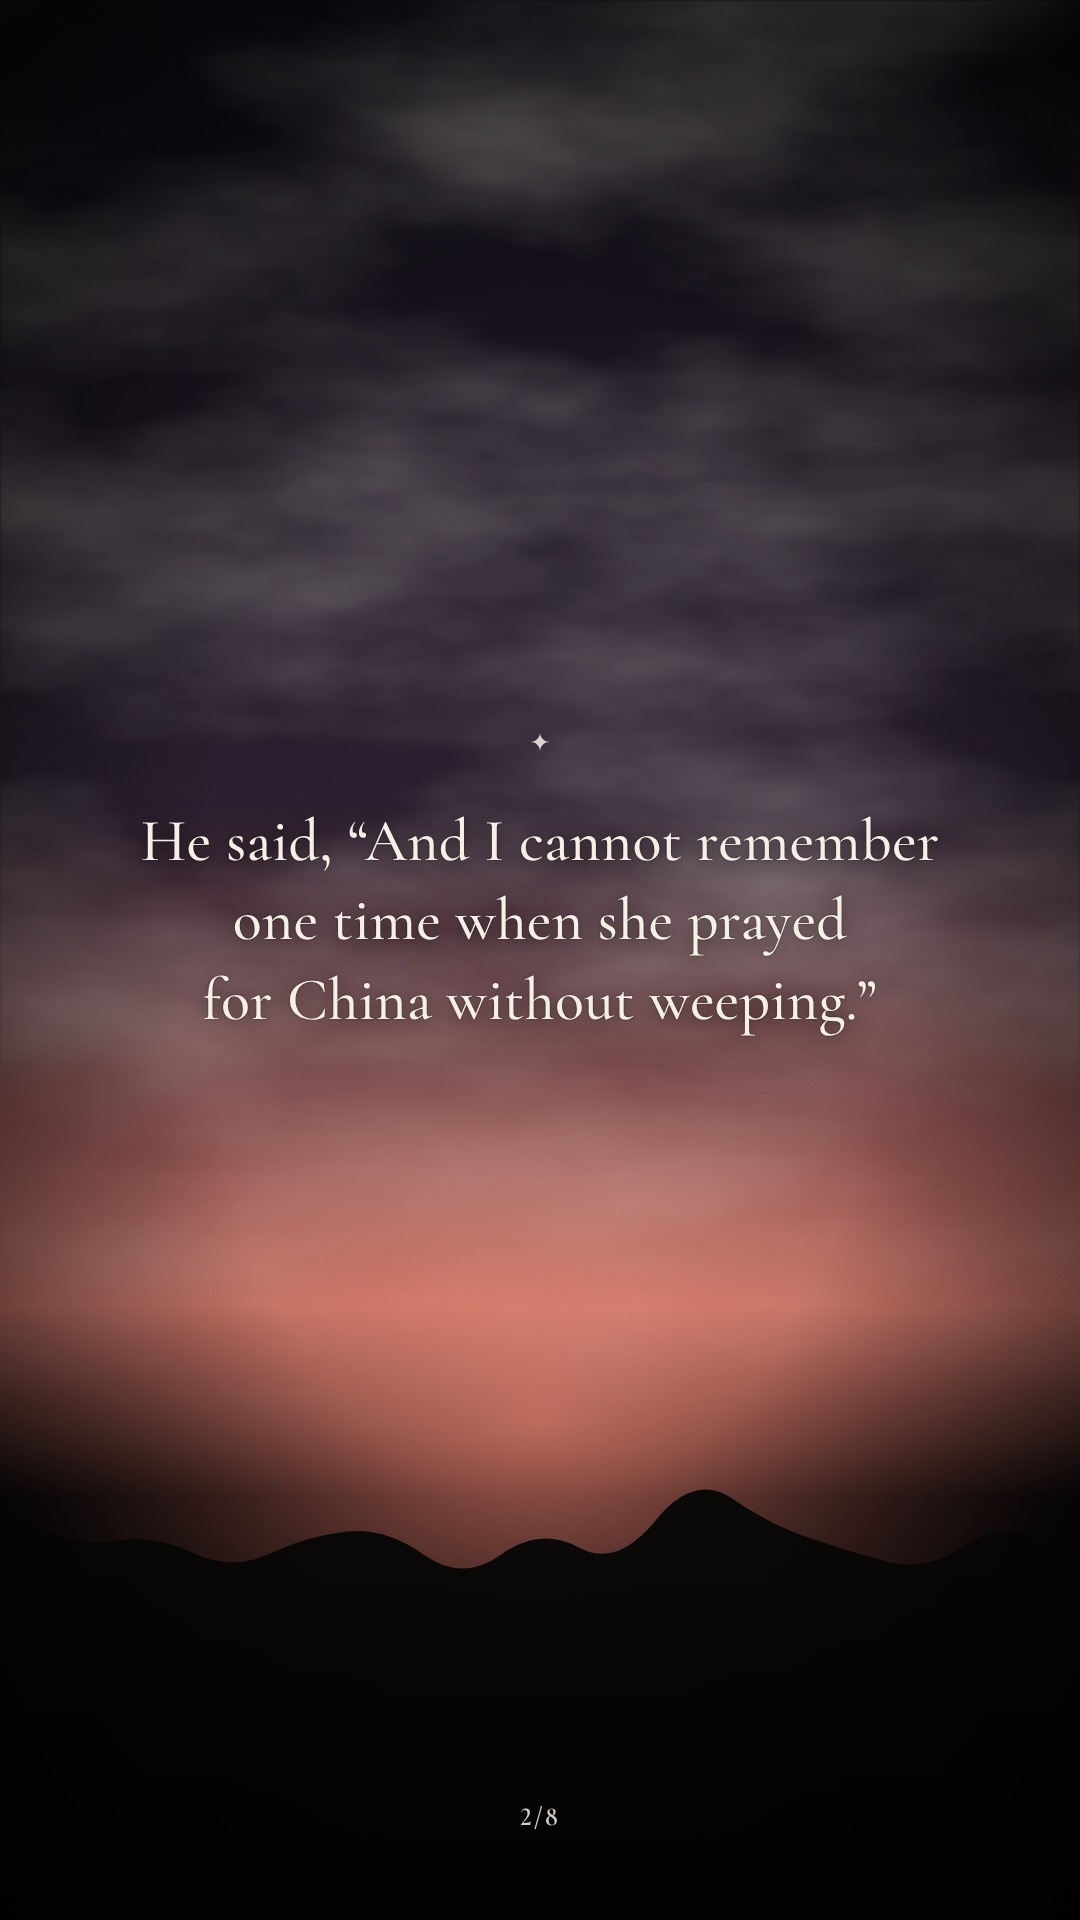 He said, “And I cannot remember
one time when she prayed
for China without weeping.”
2/8